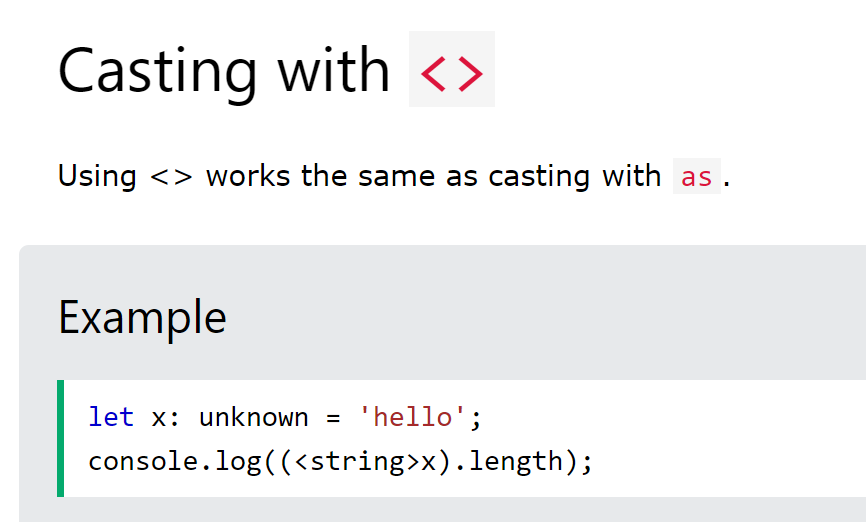 Casting with <>
Using <> works the same as casting with as.
Example
let x: unknown = 'hello';
console.log((<string>x).length);